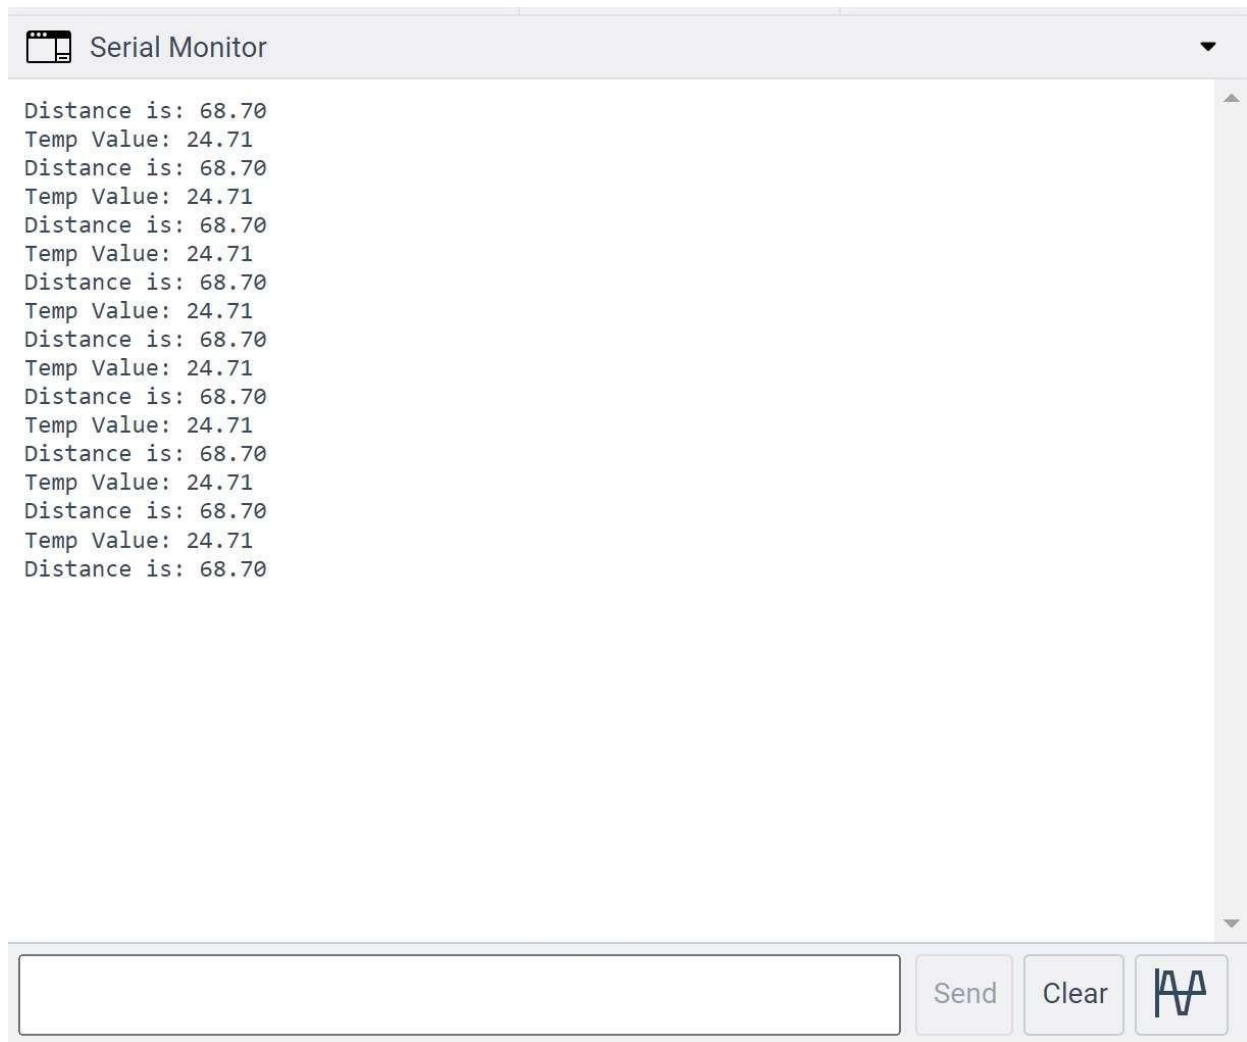 Serial Monitor
Distance is: 68.70
Temp Value: 24.71
Distance is: 68.70
Temp Value: 24.71
Distance is: 68.70
Temp Value: 24.71
Distance is: 68.70
Temp Value: 24.71
Distance is: 68.70
Temp Value: 24.71
Distance is: 68.70
Temp Value: 24.71
Distance is: 68.70
Temp Value: 24.71
Distance is: 68.70
Temp Value: 24.71
Distance is: 68.70
Send Clear